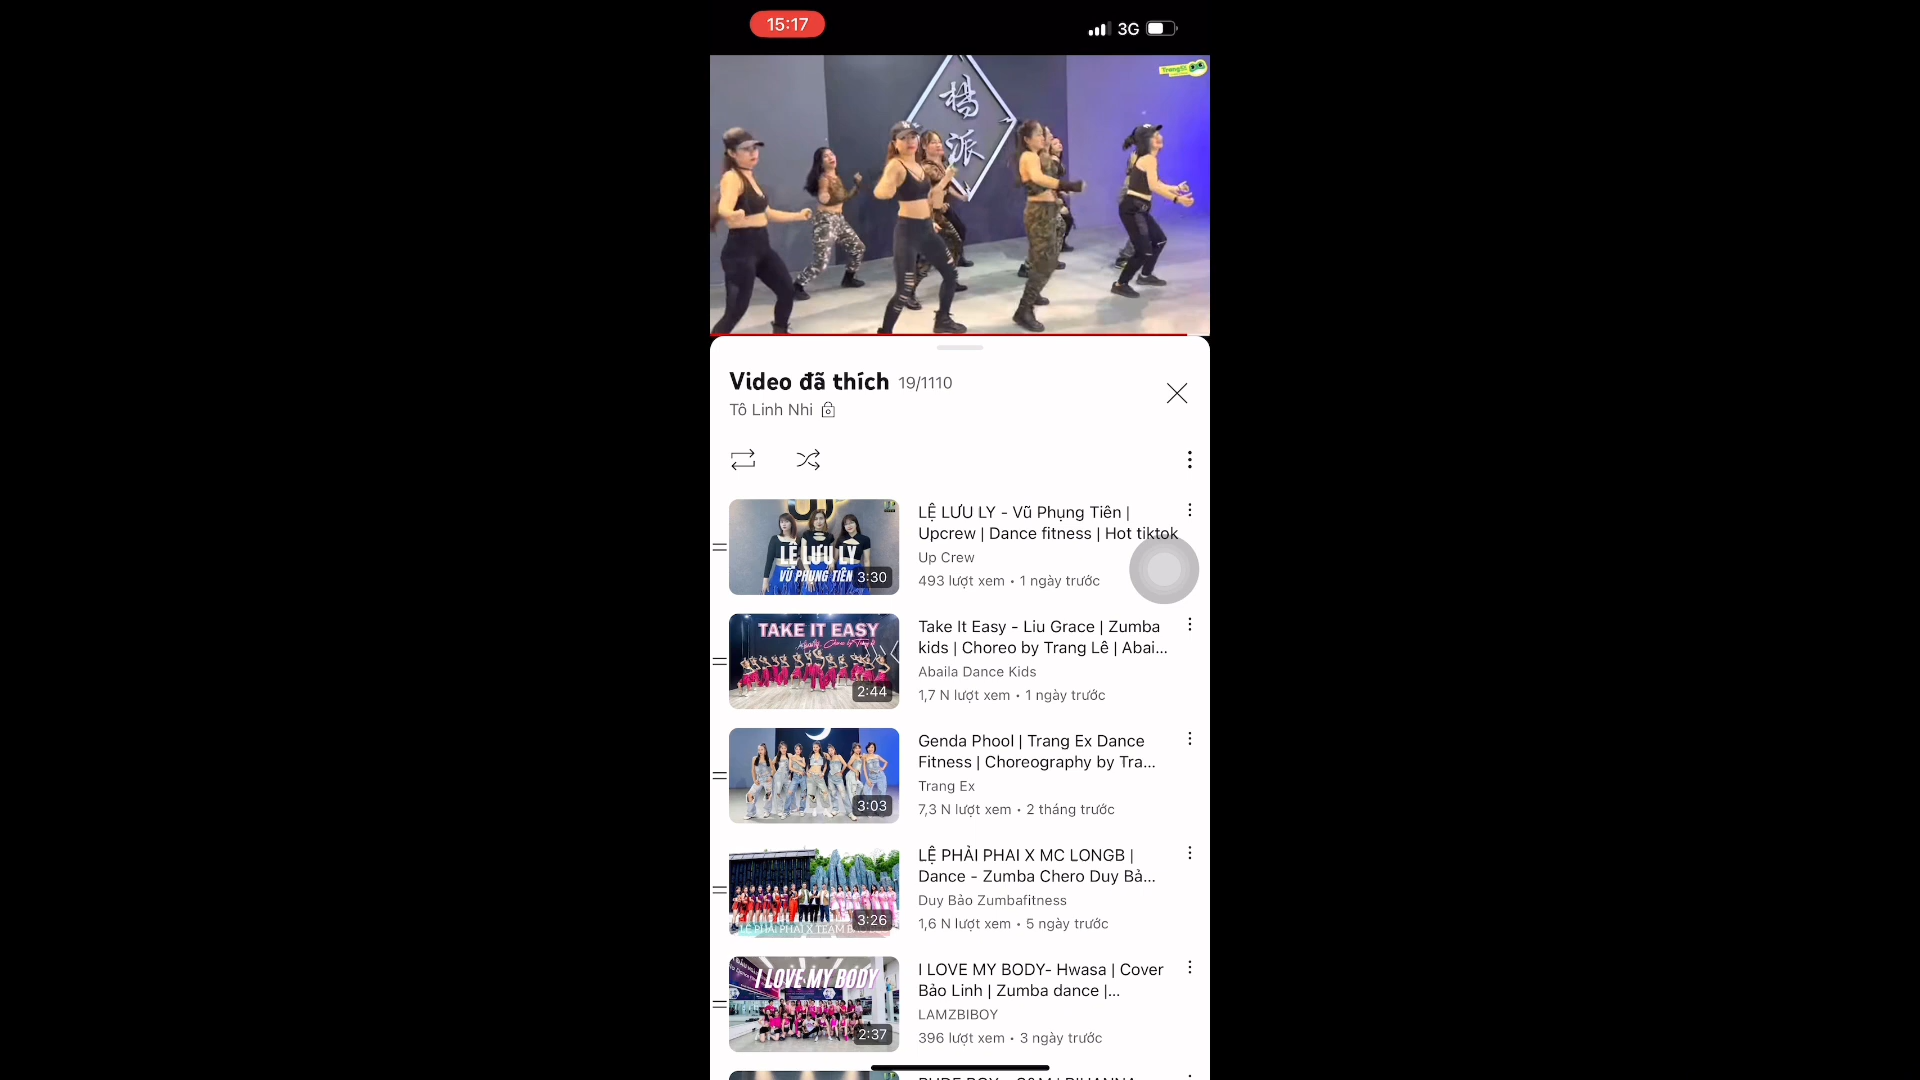 15:17
3G
TrangEX
楊
派
Video đã thích 19/1110
Tô Linh Nhi
LỆ LƯU LY
VŨ PHỤNG TIÊN
3:30
LỆ LƯU LY - Vũ Phụng Tiên |
Upcrew | Dance fitness | Hot tiktok
Up Crew
493 lượt xem • 1 ngày trước
TAKE IT EASY
2:44
Take It Easy - Liu Grace | Zumba
kids | Choreo by Trang Lê | Abai...
Abaila Dance Kids
1,7 N lượt xem • 1 ngày trước
3:03
Genda Phool | Trang Ex Dance
Fitness | Choreography by Tra...
Trang Ex
7,3 N lượt xem • 2 tháng trước
3:26
LỆ PHẢI PHAI X MC LONGB |
Dance - Zumba Chero Duy Bả...
Duy Bảo Zumbafitness
1,6 N lượt xem • 5 ngày trước
I LOVE MY BODY
2:37
I LOVE MY BODY- Hwasa | Cover
Bảo Linh | Zumba dance |...
LAMZBIBOY
396 lượt xem • 3 ngày trước